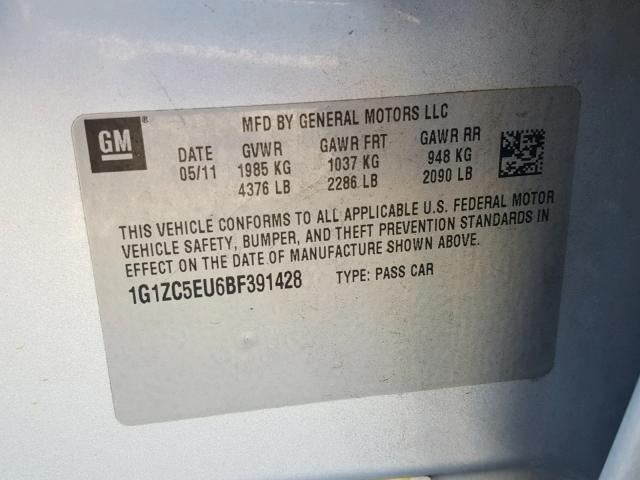 GM ®
MFD BY GENERAL MOTORS LLC
DATE GVWR GAWR FRT GAWR RR
05/11 1985 KG 1037 KG 948 KG
4376 LB 2286 LB 2090 LB
THIS VEHICLE CONFORMS TO ALL APPLICABLE U.S. FEDERAL MOTOR
VEHICLE SAFETY, BUMPER, AND THEFT PREVENTION STANDARDS IN
EFFECT ON THE DATE OF MANUFACTURE SHOWN ABOVE.
1G1ZC5EU6BF391428 TYPE: PASS CAR